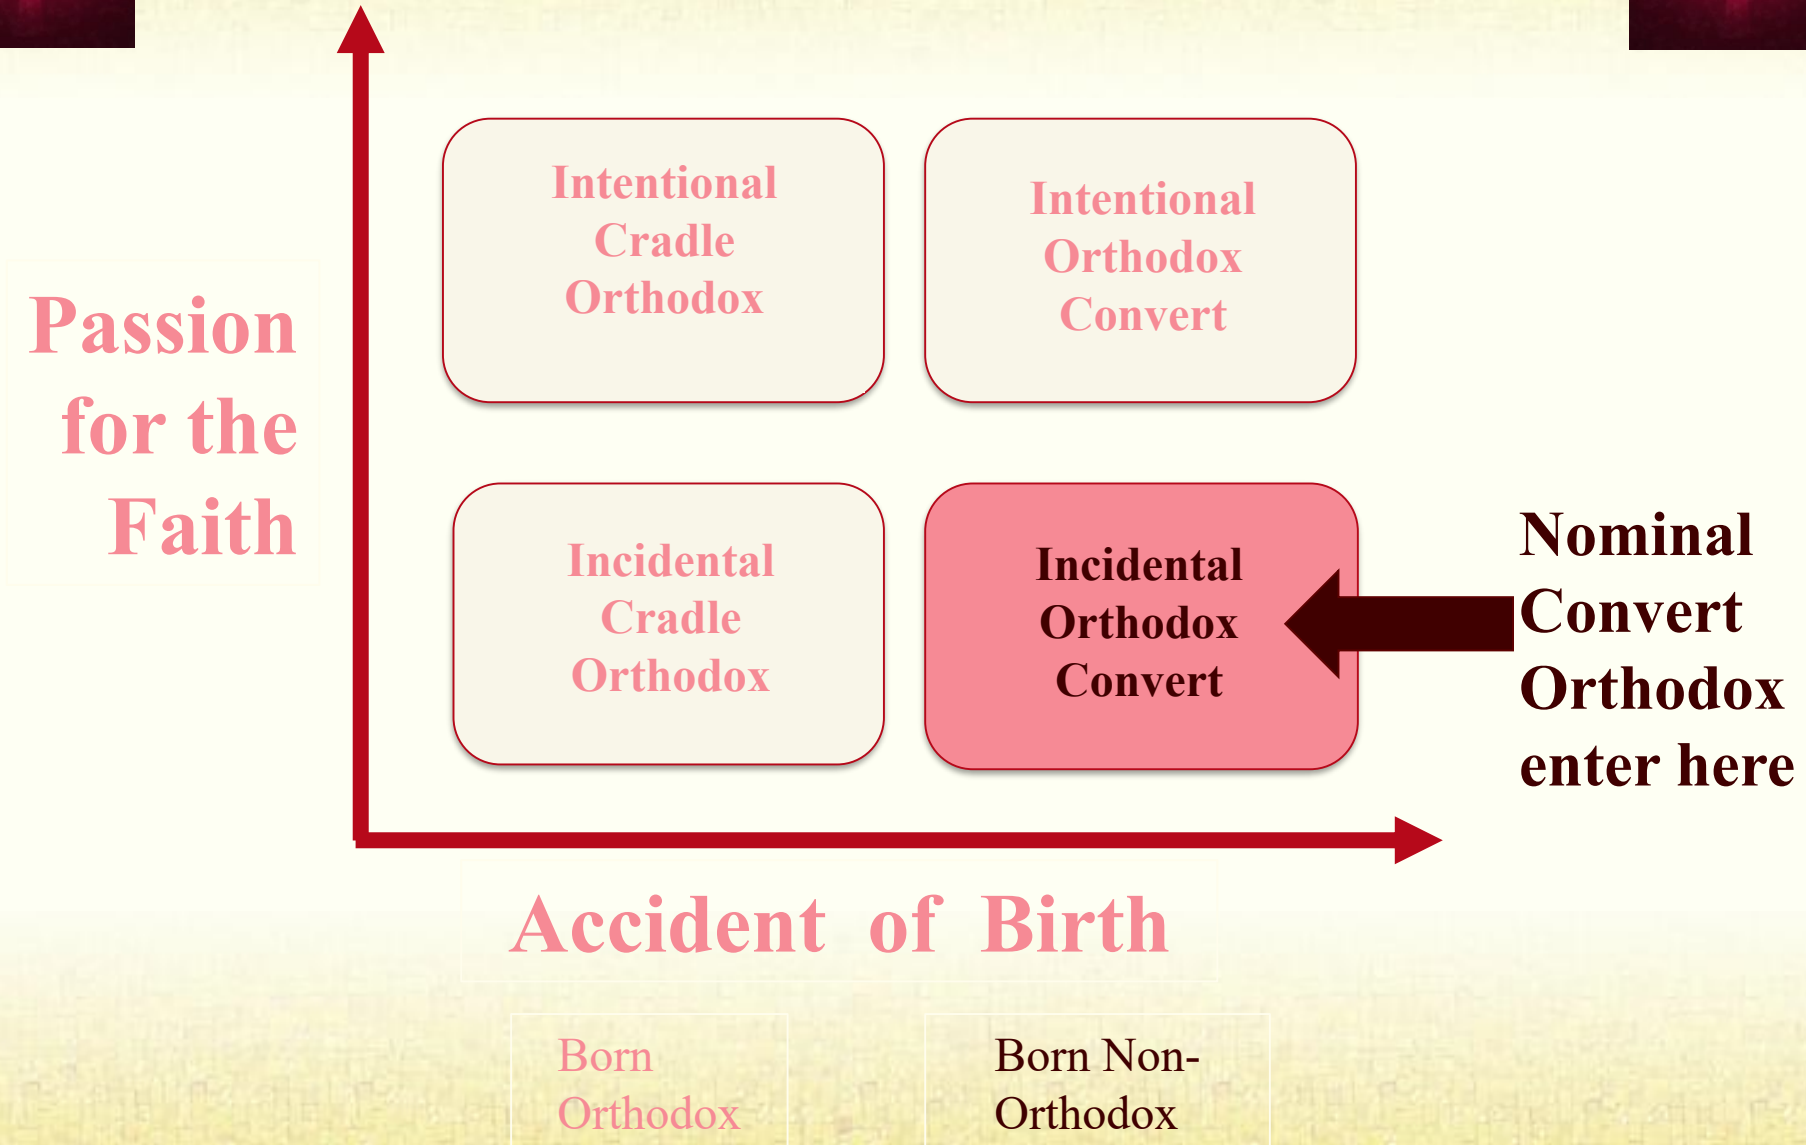 Intentional
Cradle
Orthodox
Intentional
Orthodox
Convert
Passion
for the
Faith
Incidental
Cradle
Orthodox
Incidental
Orthodox
Convert
Nominal
Convert
Orthodox
enter here
Accident of Birth
Born
Orthodox
Born Non-
Orthodox